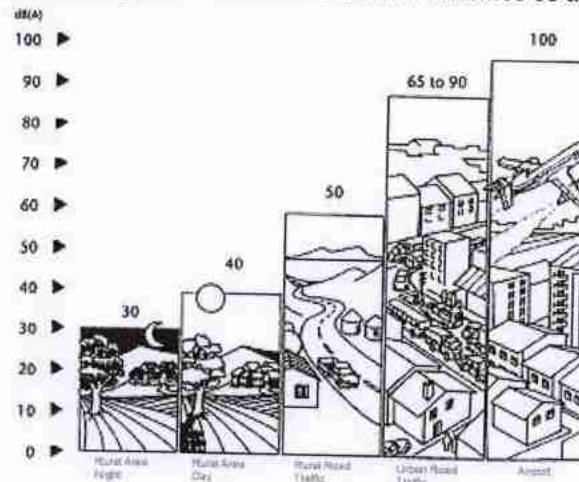 dB(A)
100
90
80
70
60
50
40
30
20
10
0
30
40
50
65 to 90
100
Rural Area
Night
Rural Area
Day
Rural Road
Traffic
Urban Road
Traffic
Airport